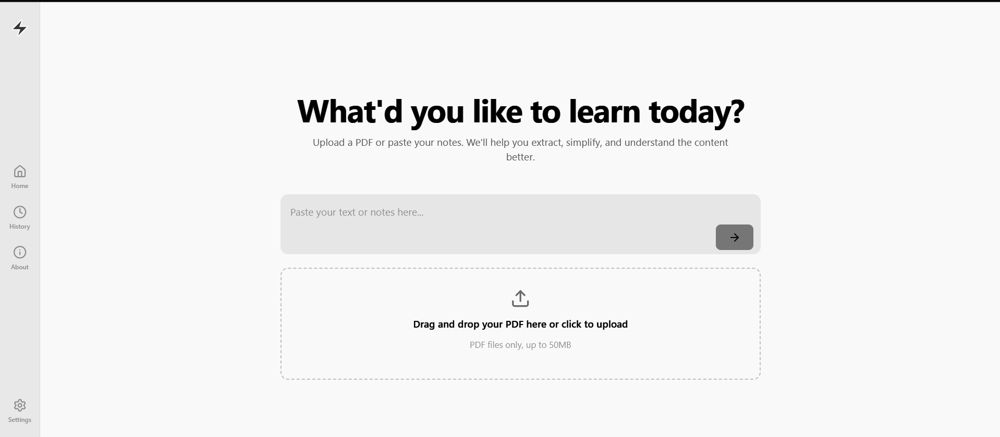 What'd you like to learn today?
Upload a PDF or paste your notes. We'll help you extract, simplify, and understand the content
better.
Home
History
About
Paste your text or notes here...
Drag and drop your PDF here or click to upload
PDF files only, up to 50MB
Settings